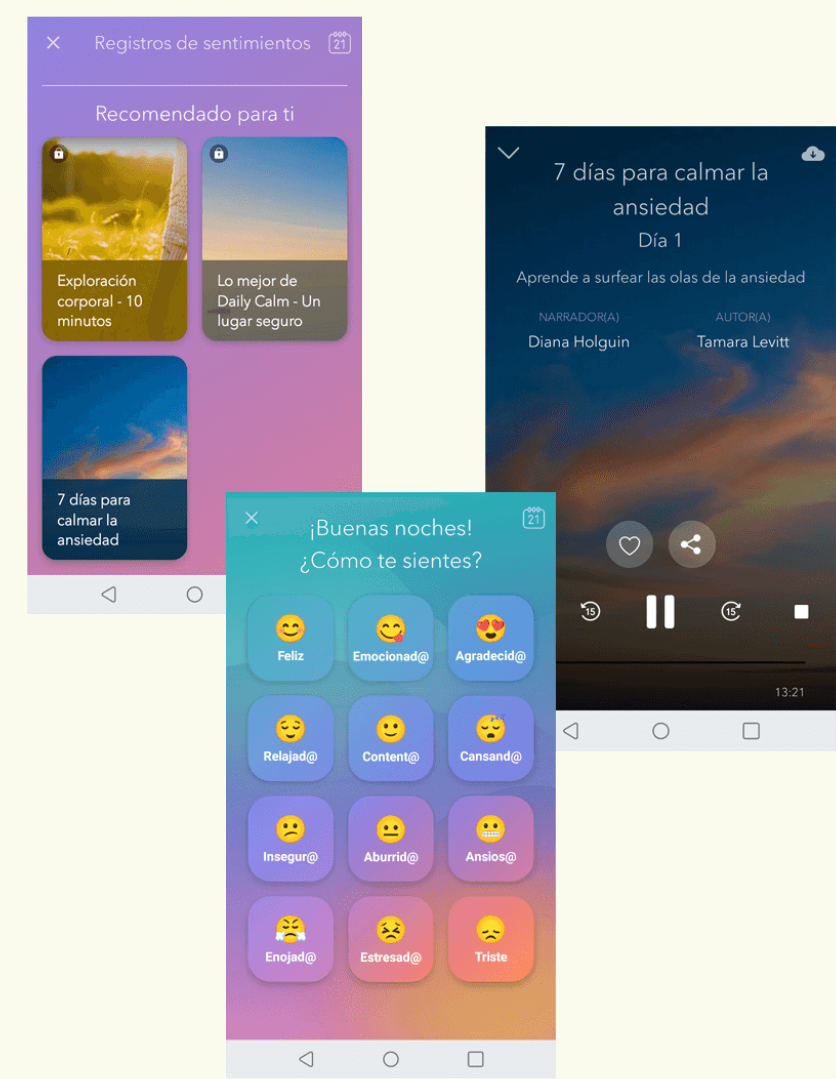 Registros de sentimientos
21
Recomendado para ti
Exploración
corporal - 10
minutos
Lo mejor de
Daily Calm - Un
lugar seguro
7 días para
calmar la
ansiedad
7 días para calmar la
ansiedad
Día 1
Aprende a surfear las olas de la ansiedad
NARRADOR(A)
AUTOR(A)
Diana Holguin
Tamara Levitt
15
15
13:21
¡Buenas noches!
21
¿Cómo te sientes?
Feliz
Emocionad@
Agradecid@
Relajad@
Content@
Cansand@
Insegur@
Aburrid@
Ansios@
Enojad@
Estresad@
Triste